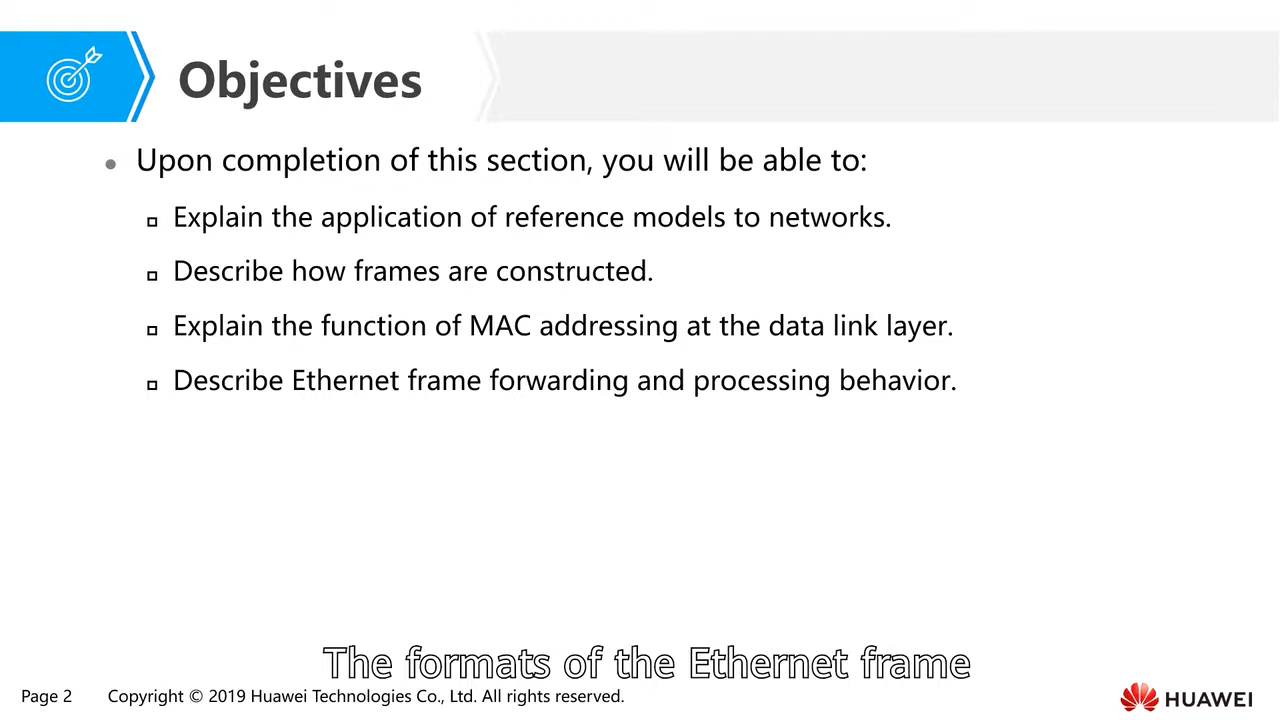 Objectives
Upon completion of this section, you will be able to:
Explain the application of reference models to networks.
Describe how frames are constructed.
Explain the function of MAC addressing at the data link layer.
Describe Ethernet frame forwarding and processing behavior.
The formats of the Ethernet frame
Page 2 Copyright © 2019 Huawei Technologies Co., Ltd. All rights reserved.
HUAWEI